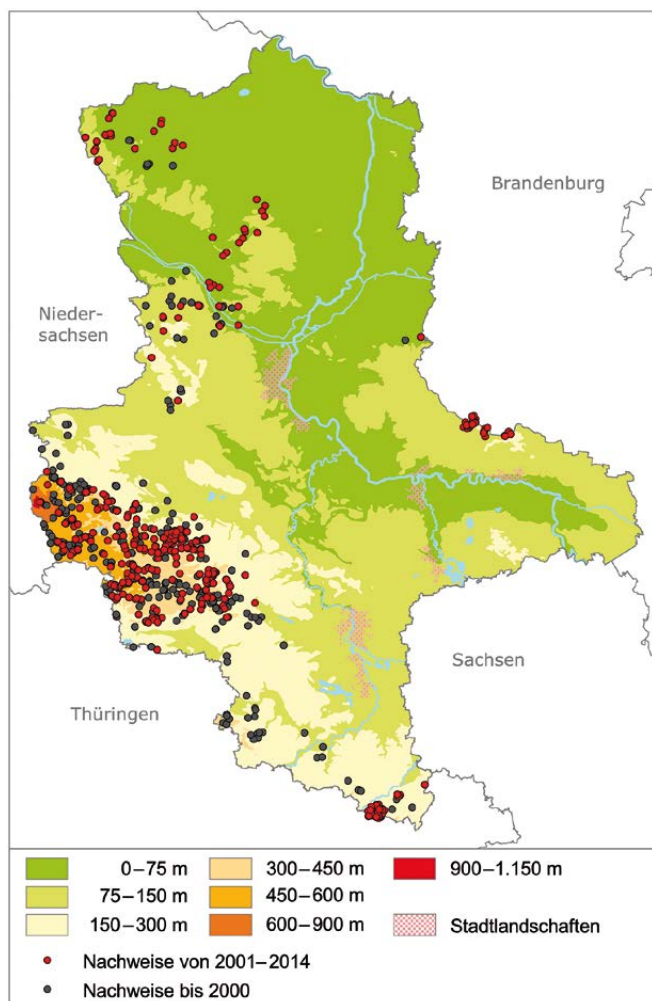 Brandenburg
Nieder-
sachsen
Sachsen
Thüringen
0–75 m
300–450 m
900–1.150 m
75–150 m
450–600 m
150–300 m
600–900 m
Stadtlandschaften
Nachweise von 2001–2014
Nachweise bis 2000